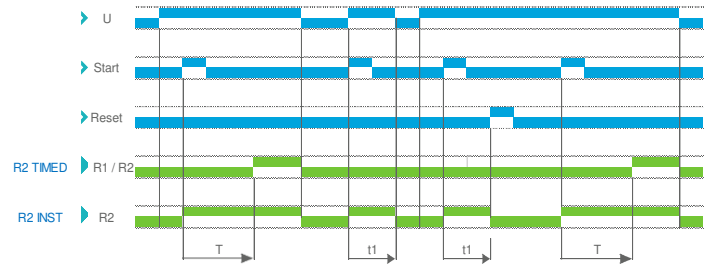 U
Start
Reset
R2 TIMED R1 / R2
R2 INST R2
T t1 t1 T